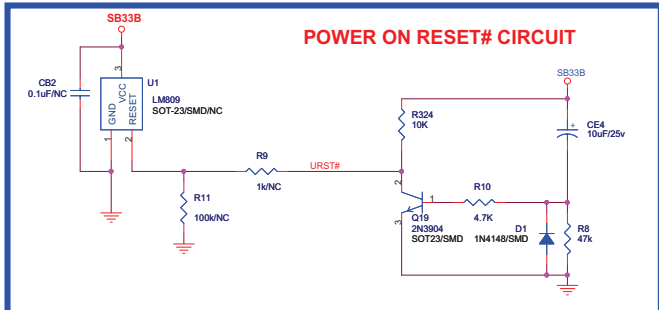 SB33B
POWER ON RESET# CIRCUIT
SB33B
CB2
0.1uF/NC
3
U1
VCC
GND
RESET
LM809
SOT-23/SMD/NC
1
2
R324
10K
CE4
+
10uF/25v
R9
URST#
1k/NC
R11
100k/NC
2
1
3
R10
4.7K
Q19
2N3904
SOT23/SMD
D1
1N4148/SMD
R8
47k